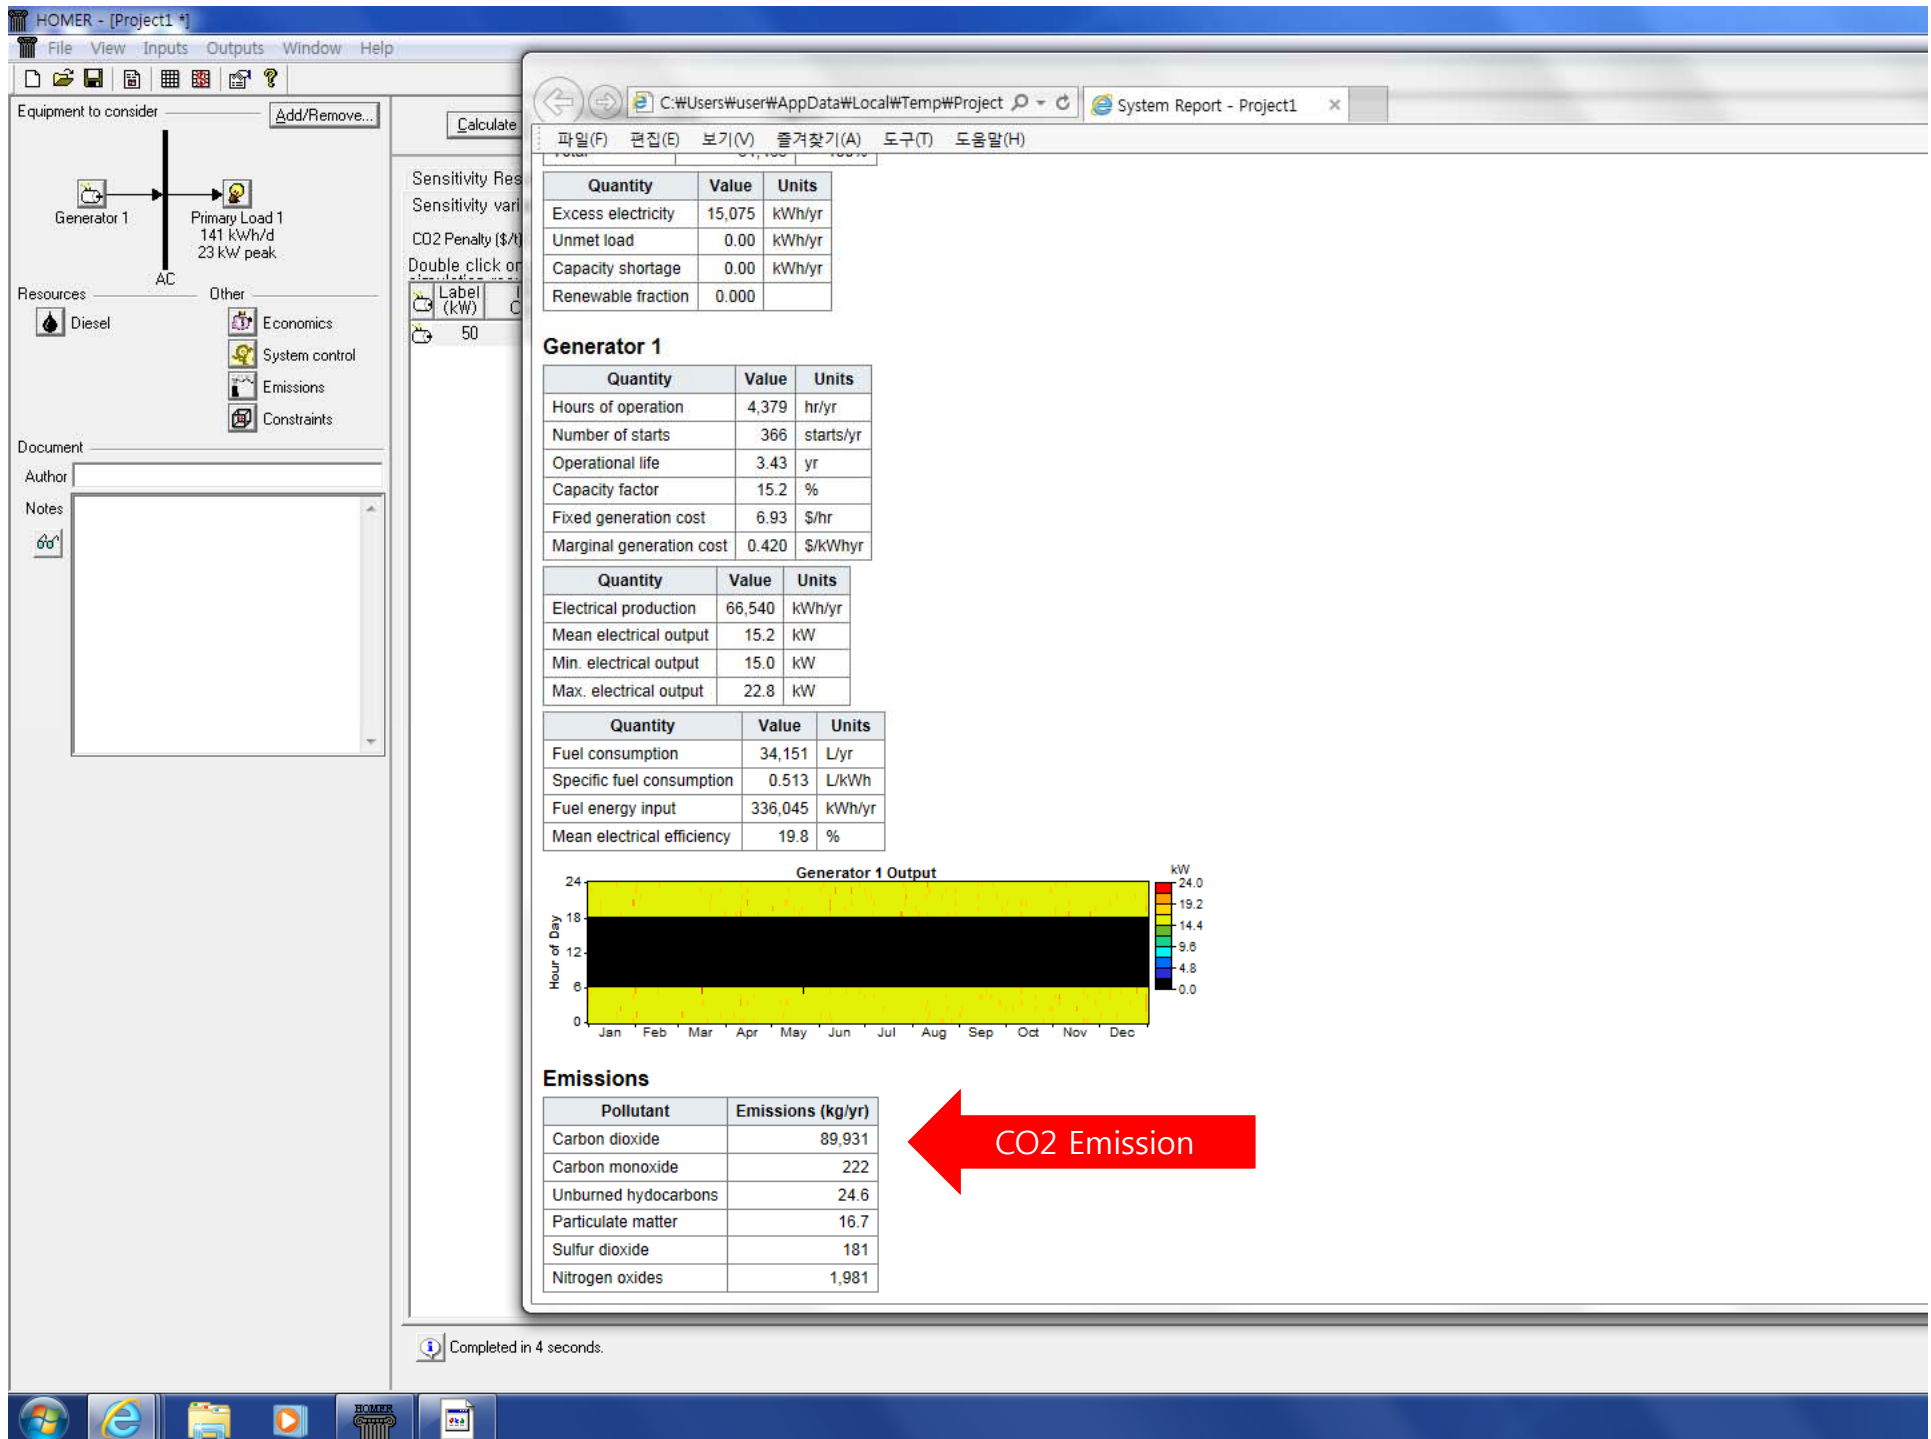 HOMER - [Project1 *]
File View Inputs Outputs Window Help
Equipment to consider
Add/Remove...
Generator 1
Primary Load 1
141 kWh/d
23 kW peak
AC
Resources
Other
Diesel
Economics
System control
Emissions
Constraints
Document
Author
Notes
Calculate
Sensitivity Res
Sensitivity vari
CO2 Penalty ($/t)
Double click on
Label
(kW)
50
Completed in 4 seconds.
C:₩Users₩user₩AppData₩Local₩Temp₩Project
System Report - Project1
파일(F) 편집(E) 보기(V) 즐겨찾기(A) 도구(T) 도움말(H)
Quantity Value Units
Excess electricity 15,075 kWh/yr
Unmet load 0.00 kWh/yr
Capacity shortage 0.00 kWh/yr
Renewable fraction 0.000
Generator 1
Quantity Value Units
Hours of operation 4,379 hr/yr
Number of starts 366 starts/yr
Operational life 3.43 yr
Capacity factor 15.2 %
Fixed generation cost 6.93 $/hr
Marginal generation cost 0.420 $/kWhyr
Quantity Value Units
Electrical production 66,540 kWh/yr
Mean electrical output 15.2 kW
Min. electrical output 15.0 kW
Max. electrical output 22.8 kW
Quantity Value Units
Fuel consumption 34,151 L/yr
Specific fuel consumption 0.513 L/kWh
Fuel energy input 336,045 kWh/yr
Mean electrical efficiency 19.8 %
Generator 1 Output
Hour of Day
24
18
12
6
0
Jan Feb Mar Apr May Jun Jul Aug Sep Oct Nov Dec
kW
24.0
19.2
14.4
9.6
4.8
0.0
Emissions
Pollutant Emissions (kg/yr)
Carbon dioxide 89,931
Carbon monoxide 222
Unburned hydocarbons 24.6
Particulate matter 16.7
Sulfur dioxide 181
Nitrogen oxides 1,981
CO2 Emission
HOMER